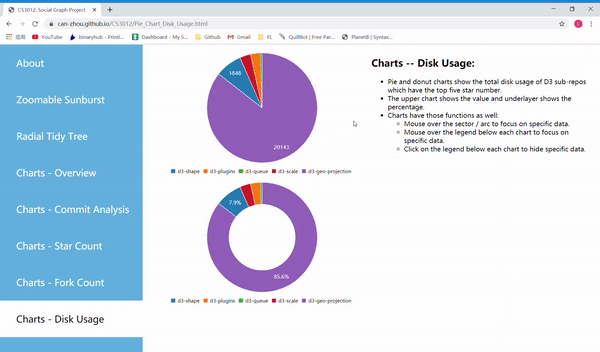 CS3012: Social Graph Project
can-zhou.github.io/CS3012/Pie_Chart_Disk_Usage.html
应用
YouTube
binaryhub - Printi...
Dashboard - My S...
Github
Gmail
FL
QuillBot | Free Par...
PlanetB | Syntax...
About
Zoomable Sunburst
Radial Tidy Tree
Charts - Overview
Charts - Commit Analysis
Charts - Star Count
Charts - Fork Count
Charts - Disk Usage
1848
20143
d3-shape d3-plugins d3-queue d3-scale d3-geo-projection
7.9%
85.6%
d3-shape d3-plugins d3-queue d3-scale d3-geo-projection
Charts -- Disk Usage:
Pie and donut charts show the total disk usage of D3 sub-repos
which have the top five star number.
The upper chart shows the value and underlayer shows the
percentage.
Charts have those functions as well:
Mouse over the sector / arc to focus on specific data.
Mouse over the legend below each chart to focus on
specific data.
Click on the legend below each chart to hide specific data.